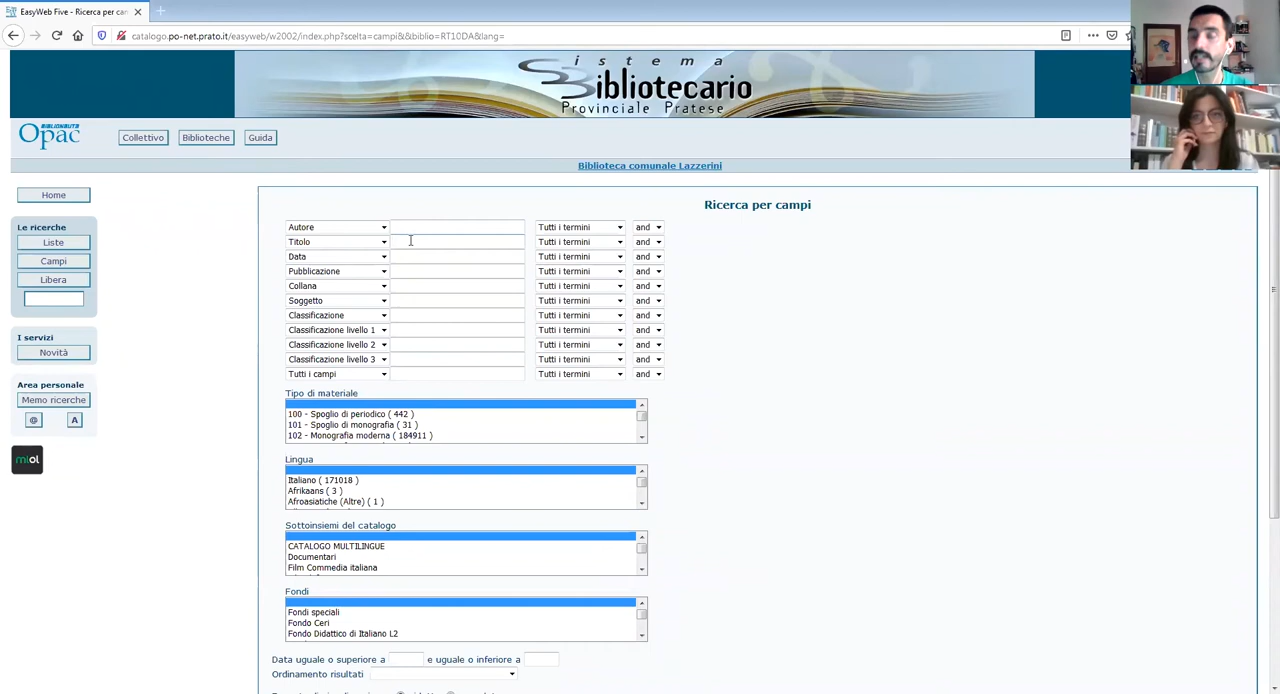 EasyWeb Five - Ricerca per can
catalogo.po-net.prato.it/easyweb/w2002/index.php?scelta=campi&&biblio=RT10DA&lang=
Sistema
Bibliotecario
Provinciale Pratese
BIBLIONAUTA
Opac
Collettivo
Biblioteche
Guida
Biblioteca comunale Lazzerini
Home
Le ricerche
Liste
Campi
Libera
I servizi
Novità
Area personale
Memo ricerche
@ A
miol
Ricerca per campi
Autore Tutti i termini and
Titolo Tutti i termini and
Data Tutti i termini and
Pubblicazione Tutti i termini and
Collana Tutti i termini and
Soggetto Tutti i termini and
Classificazione Tutti i termini and
Classificazione livello 1 Tutti i termini and
Classificazione livello 2 Tutti i termini and
Classificazione livello 3 Tutti i termini and
Tutti i campi Tutti i termini and
Tipo di materiale
100 - Spoglio di periodico ( 442 )
101 - Spoglio di monografia ( 31 )
102 - Monografia moderna ( 184911 )
Lingua
Italiano ( 171018 )
Afrikaans ( 3 )
Afroasiatiche (Altre) ( 1 )
Sottoinsiemi del catalogo
CATALOGO MULTILINGUE
Documentari
Film Commedia italiana
Fondi
Fondi speciali
Fondo Ceri
Fondo Didattico di Italiano L2
Data uguale o superiore a e uguale o inferiore a
Ordinamento risultati